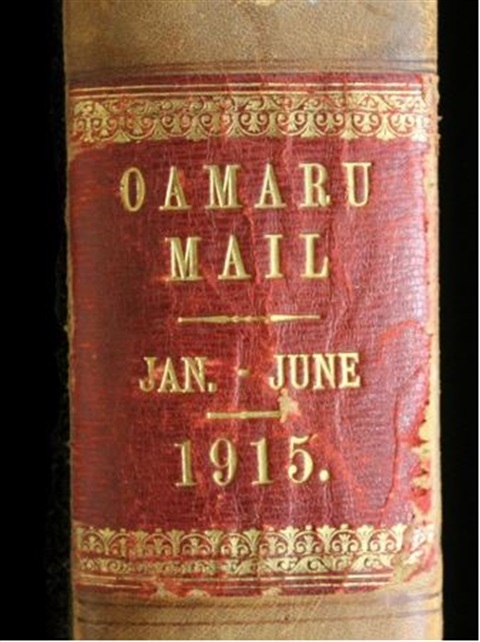 OAMARU
MAIL
JAN. - JUNE
1915.